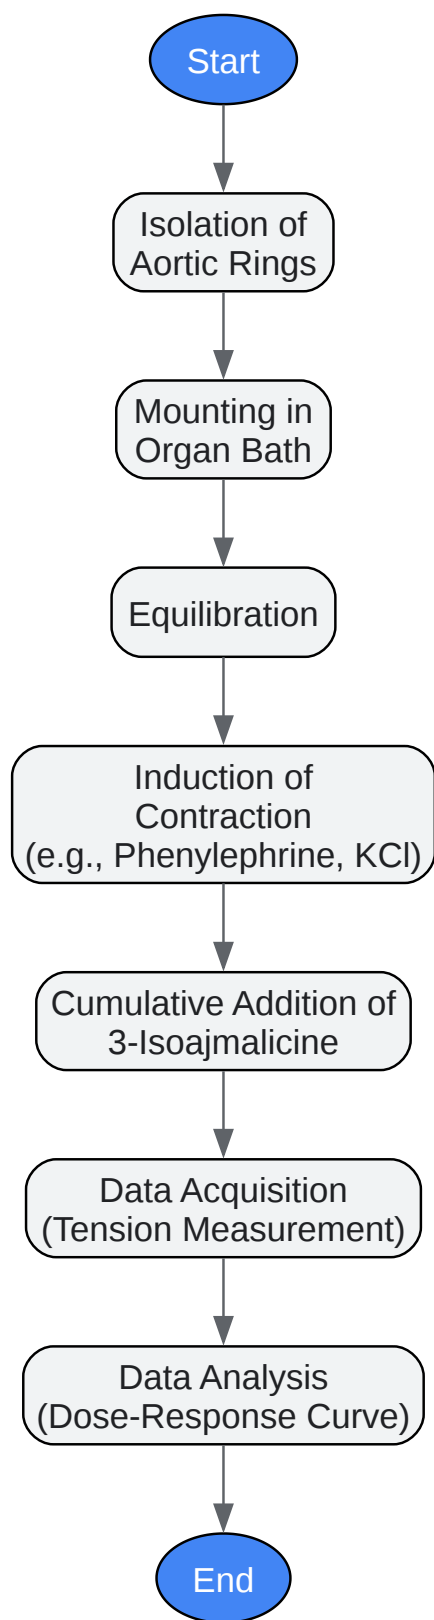 Start
Isolation of
Aortic Rings
Mounting in
Organ Bath
Equilibration
Induction of
Contraction
(e.g., Phenylephrine, KCl)
Cumulative Addition of
3-Isoajmalicine
Data Acquisition
(Tension Measurement)
Data Analysis
(Dose-Response Curve)
End